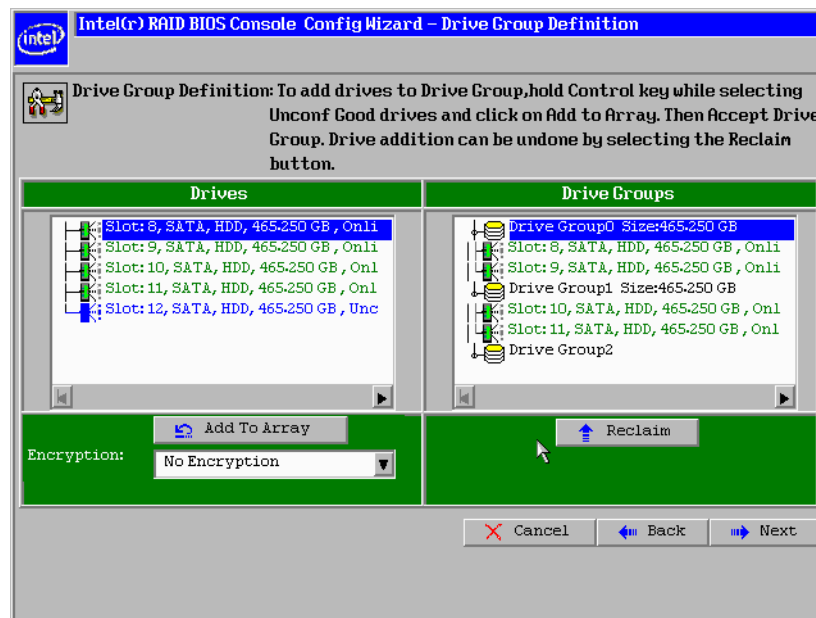 intel
Intel(r) RAID BIOS Console Config Wizard – Drive Group Definition
Drive Group Definition: To add drives to Drive Group,hold Control key while selecting
Unconf Good drives and click on Add to Array. Then Accept Drive
Group. Drive addition can be undone by selecting the Reclaim
button.
Drives
Slot: 8, SATA, HDD, 465.250 GB , Onli
Slot: 9, SATA, HDD, 465.250 GB , Onli
Slot: 10, SATA, HDD, 465.250 GB , Onl
Slot: 11, SATA, HDD, 465.250 GB , Onl
Slot: 12, SATA, HDD, 465.250 GB , Unc
Add To Array
Encryption:
No Encryption
Drive Groups
Drive Group0 Size:465.250 GB
Slot: 8, SATA, HDD, 465.250 GB , Onli
Slot: 9, SATA, HDD, 465.250 GB , Onli
Drive Group1 Size:465.250 GB
Slot: 10, SATA, HDD, 465.250 GB , Onl
Slot: 11, SATA, HDD, 465.250 GB , Onl
Drive Group2
Reclaim
Cancel
Back
Next